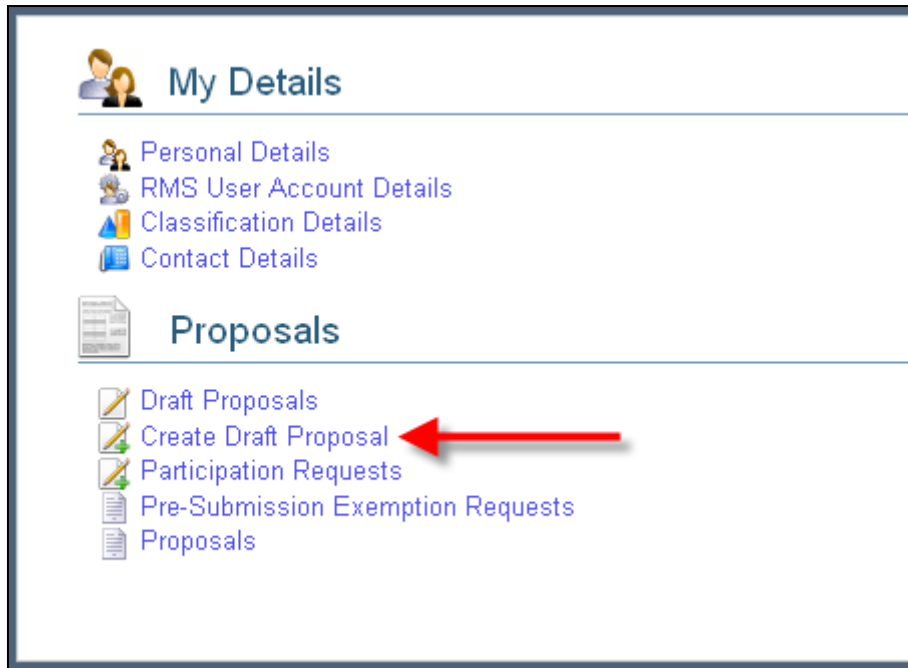 My Details
Personal Details
RMS User Account Details
Classification Details
Contact Details
Proposals
Draft Proposals
Create Draft Proposal
Participation Requests
Pre-Submission Exemption Requests
Proposals